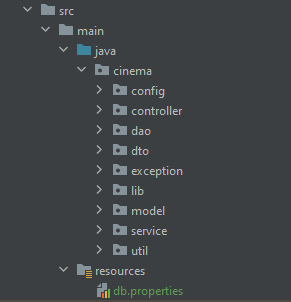 src
main
java
cinema
config
controller
dao
dto
exception
lib
model
service
util
resources
db.properties